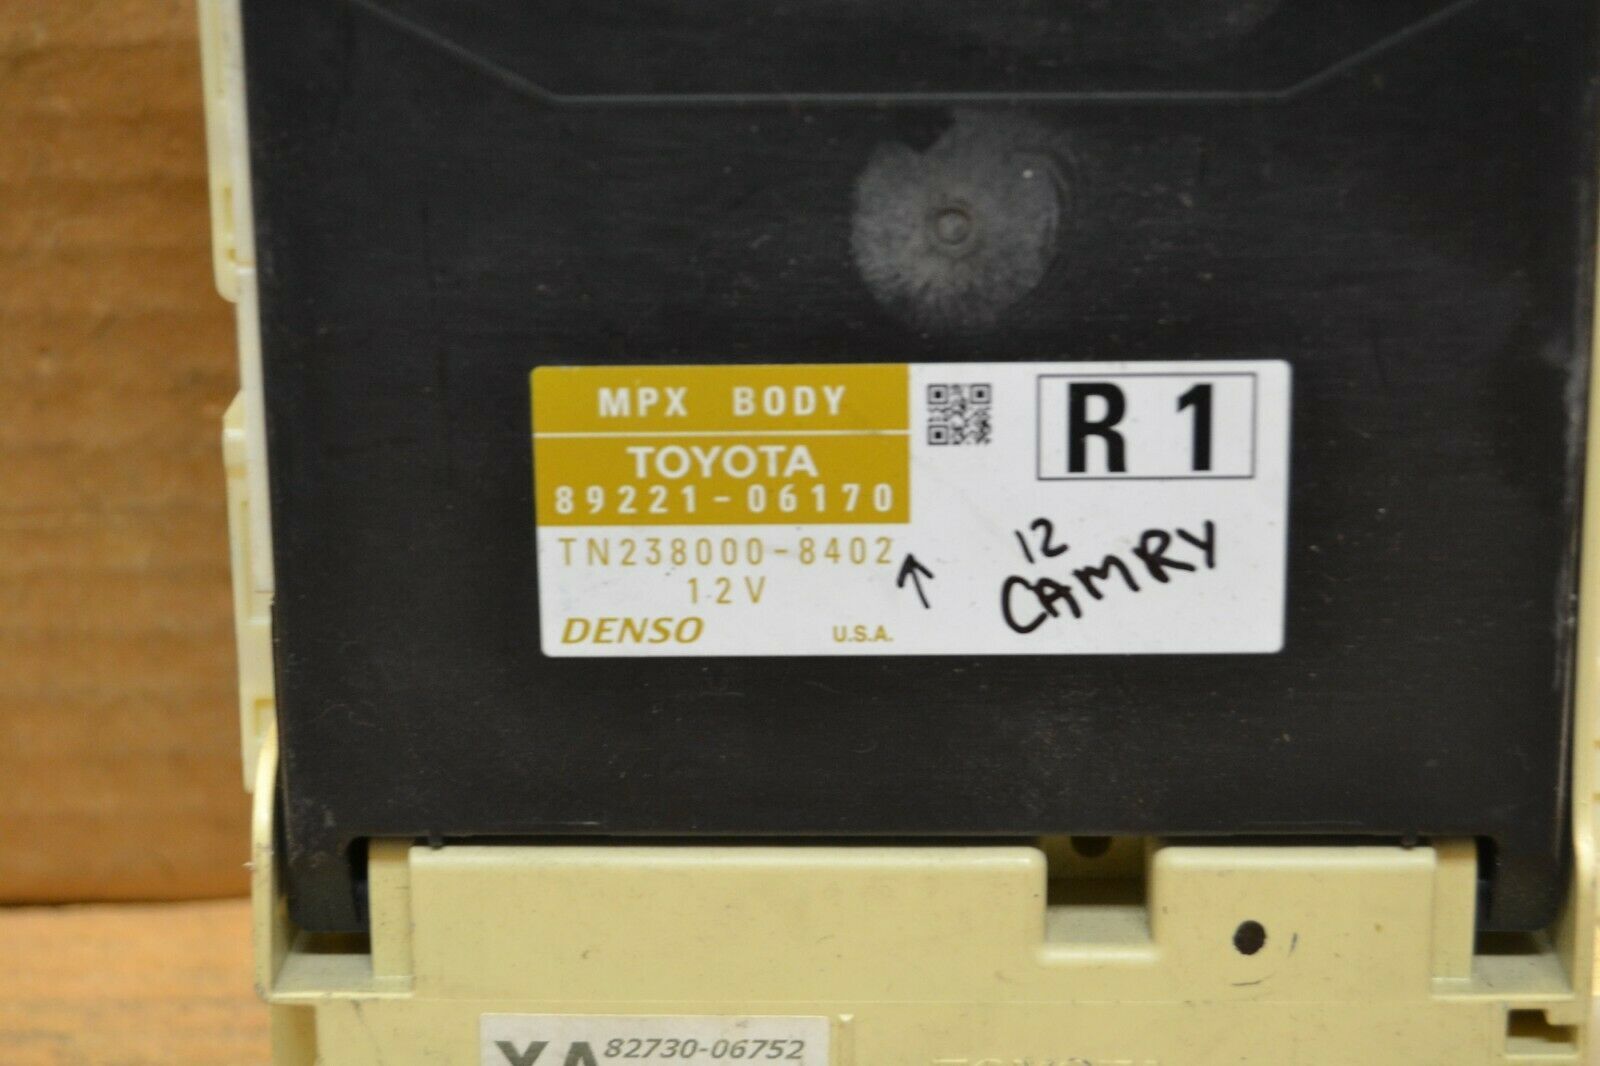 MPX BODY
TOYOTA
89221-06170
TN238000-8402
12V
DENSO
U.S.A.
R1
12
CAMRY
XA 82730-06752